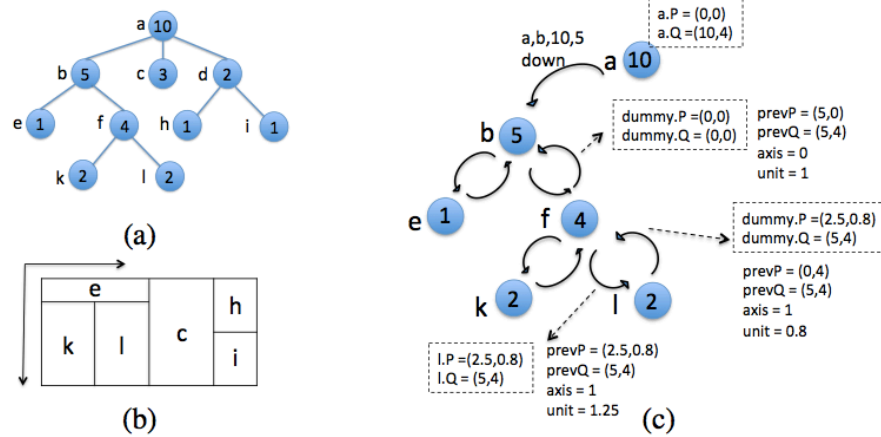 a 10
b 5
c 3
d 2
e 1
f 4
h 1
i 1
k 2
l 2
(a)
e
k
l
c
h
i
(b)
a.P = (0,0)
a.Q =(10,4)
a,b,10,5
down
a 10
b 5
dummy.P =(0,0)
dummy.Q = (0,0)
prevP = (5,0)
prevQ = (5,4)
axis = 0
unit = 1
e 1
f 4
dummy.P =(2.5,0.8)
dummy.Q = (5,4)
prevP = (0,4)
prevQ = (5,4)
axis = 1
unit = 0.8
k 2
l 2
l.P =(2.5,0.8)
l.Q = (5,4)
prevP = (2.5,0.8)
prevQ = (5,4)
axis = 1
unit = 1.25
(c)